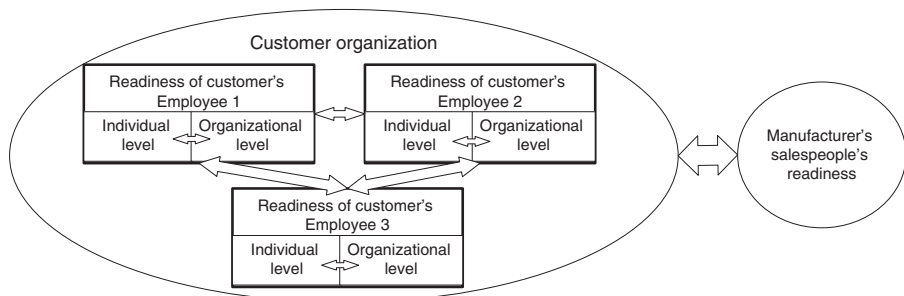 Customer organization
Readiness of customer's
Employee 1
Individual
level
Organizational
level
Readiness of customer's
Employee 2
Individual
level
Organizational
level
Readiness of customer's
Employee 3
Individual
level
Organizational
level
Manufacturer's
salespeople's
readiness